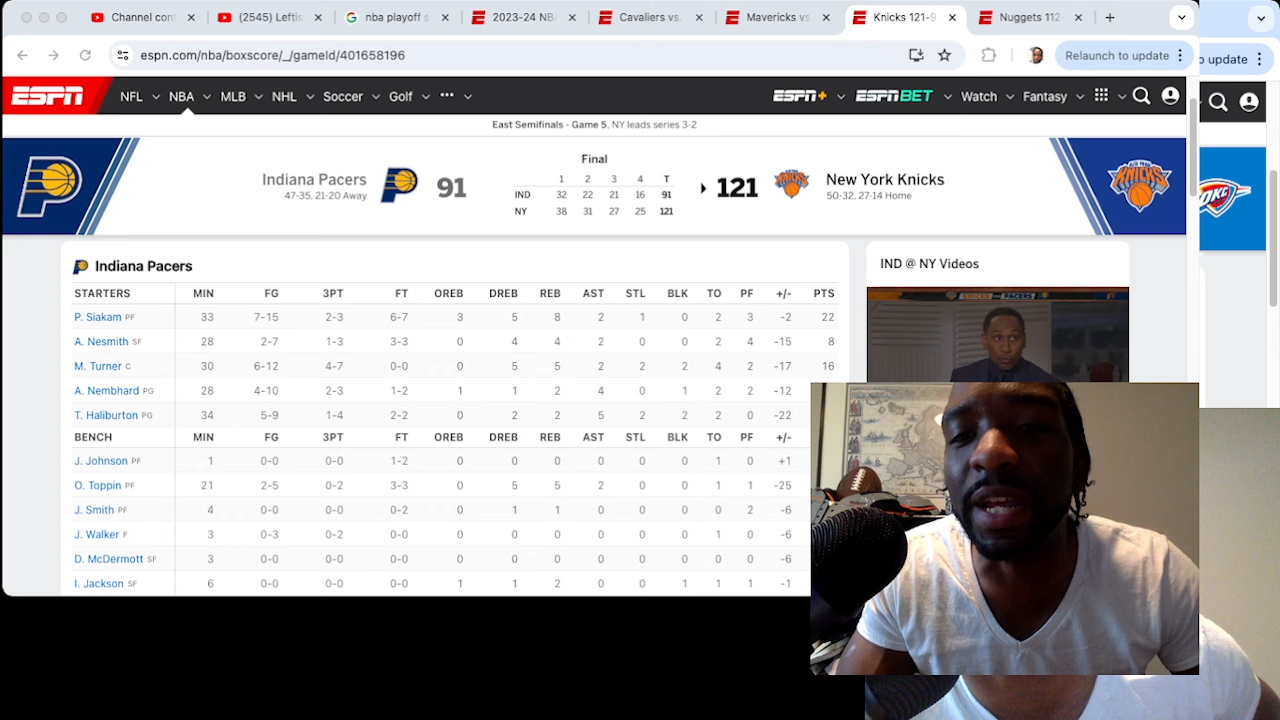 Channel con
(2545) Leftis
nba playoff s
2023-24 NBA
Cavaliers vs.
Mavericks vs
Knicks 121-9
Nuggets 112
espn.com/nba/boxscore/_/gameId/401658195
Relaunch to update
o update
ESPN NFL NBA MLB NHL Soccer Golf ESPN+ ESPN BET Watch Fantasy
East Semifinals - Game 5, NY leads series 3-2
Indiana Pacers
47-35, 21-20 Away
91
Final
1 2 3 4 T
IND 32 22 21 16 91
NY 38 31 27 25 121
121
New York Knicks
50-32, 27-14 Home
NEW YORK KNICKS
OKC
Indiana Pacers
STARTERS MIN FG 3PT FT OREB DREB REB AST STL BLK TO PF +/- PTS
P. Siakam PF 33 7-15 2-3 6-7 3 5 8 2 1 0 2 3 -2 22
A. Nesmith SF 28 2-7 1-3 3-3 0 4 4 2 0 0 2 4 -15 8
M. Turner C 30 6-12 4-7 0-0 0 5 5 2 2 2 4 2 -17 16
A. Nembhard PG 28 4-10 2-3 1-2 1 1 2 4 0 1 2 2 -12
T. Haliburton PG 34 5-9 1-4 2-2 0 2 2 5 2 2 2 0 -22
BENCH MIN FG 3PT FT OREB DREB REB AST STL BLK TO PF +/-
J. Johnson PF 1 0-0 0-0 1-2 0 0 0 0 0 0 1 0 +1
O. Toppin PF 21 2-5 0-2 3-3 0 5 5 2 0 0 1 1 -25
J. Smith PF 4 0-0 0-0 0-2 0 1 1 0 0 0 0 2 -6
J. Walker F 3 0-3 0-2 0-0 0 0 0 0 0 0 1 0 -6
D. McDermott SF 3 0-0 0-0 0-0 0 0 0 0 0 0 0 0 -6
I. Jackson SF 6 0-0 0-0 0-0 1 1 2 0 0 1 1 1 -1
IND @ NY Videos
KNICKS PACERS